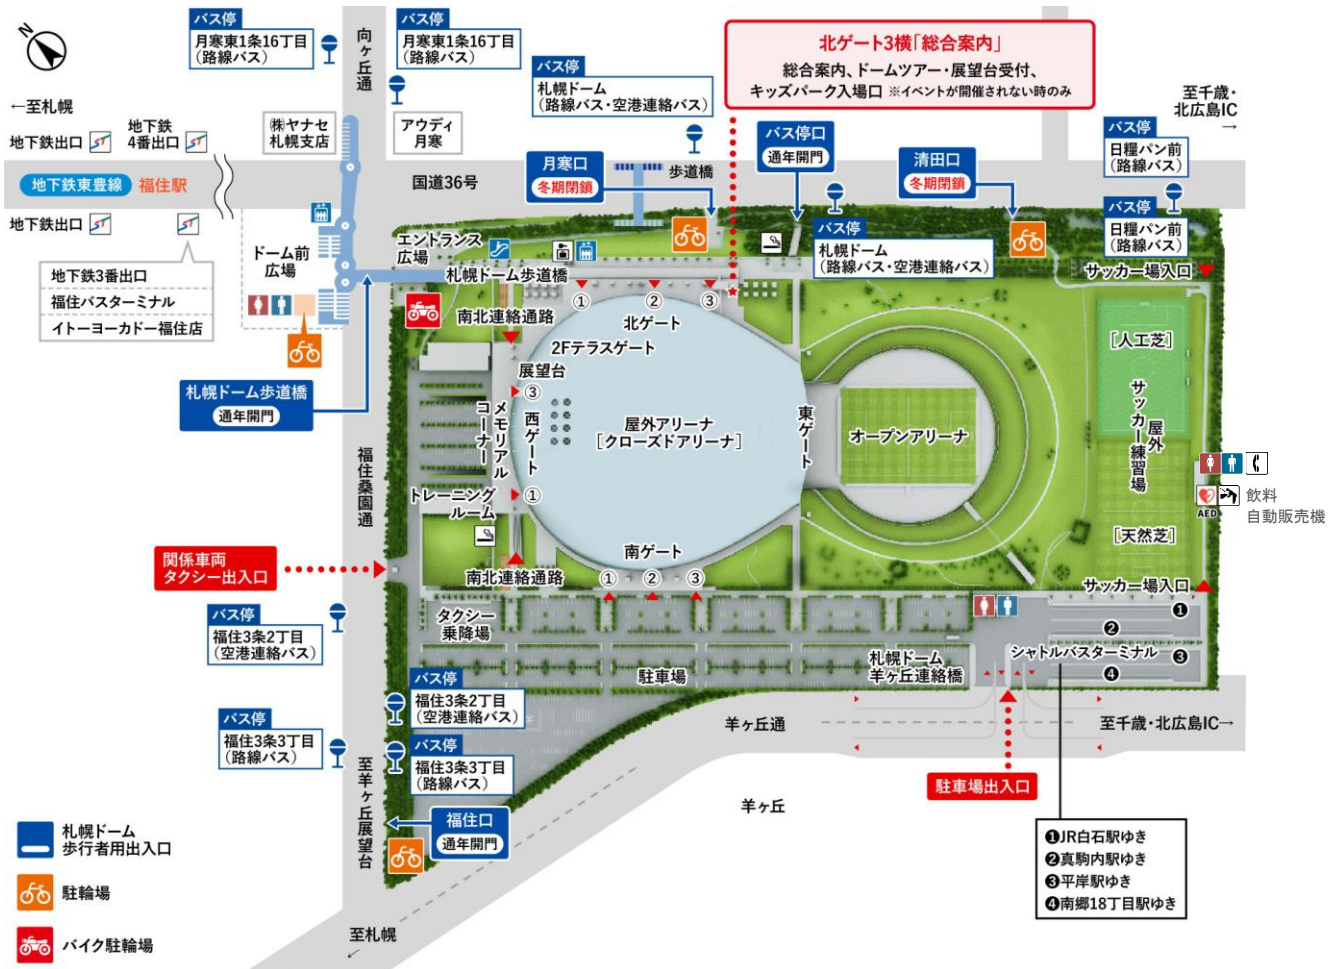 N
バス停
月寒東1条16丁目
(路線バス)
向ヶ丘通
バス停
月寒東1条16丁目
(路線バス)
バス停
札幌ドーム
(路線バス・空港連絡バス)
北ゲート3横「総合案内」
総合案内、ドームツアー・展望台受付、
キッズパーク入場口 ※イベントが開催されない時のみ
至千歳・
北広島IC
→
←至札幌
地下鉄出口
地下鉄
4番出口
㈱ヤナセ
札幌支店
アウディ
月寒
バス停口
通年開門
バス停
日糧パン前
(路線バス)
月寒口
冬期閉鎖
歩道橋
清田口
冬期閉鎖
地下鉄東豊線
福住駅
国道36号
バス停
日糧パン前
(路線バス)
地下鉄出口
バス停
札幌ドーム
(路線バス・空港連絡バス)
ドーム前
広場
エントランス
広場
札幌ドーム歩道橋
サッカー場入口
地下鉄3番出口
福住バスターミナル
イトーヨーカドー福住店
①
②
③
北ゲート
南北連絡通路
2Fテラスゲート
展望台
③
[人工芝]
札幌ドーム歩道橋
通年開門
メモリアル
コーナー
西ゲート
屋外アリーナ
[クローズドアリーナ]
東ゲート
オープンアリーナ
屋外
サッカー練習場
福住桑園通
トレーニング
ルーム
①
AED
飲料
自動販売機
[天然芝]
関係車両
タクシー出入口
南ゲート
南北連絡通路
①
②
③
サッカー場入口
バス停
福住3条2丁目
(空港連絡バス)
タクシー
乗降場
❶
❷
シャトルバスターミナル
❸
❹
札幌ドーム
羊ヶ丘連絡橋
駐車場
バス停
福住3条2丁目
(空港連絡バス)
バス停
福住3条3丁目
(路線バス)
バス停
福住3条3丁目
(路線バス)
羊ヶ丘通
至千歳・北広島IC→
至羊ヶ丘展望台
駐車場出入口
羊ヶ丘
福住口
通年開門
札幌ドーム
歩行者用出入口
駐輪場
バイク駐輪場
❶JR白石駅ゆき
❷真駒内駅ゆき
❸平岸駅ゆき
❹南郷18丁目駅ゆき
至札幌
←